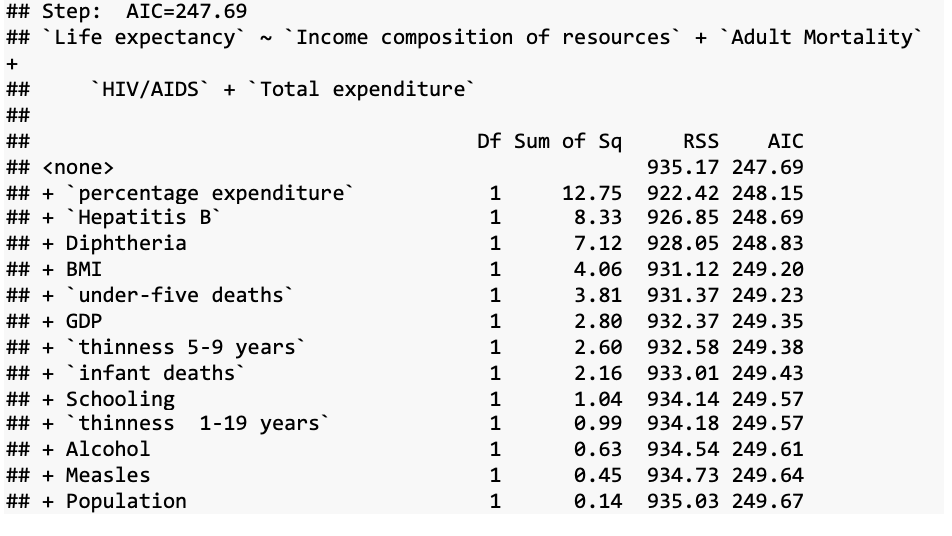 ## Step:  AIC=247.69
## `Life expectancy` ~ `Income composition of resources` + `Adult Mortality`
+
##     `HIV/AIDS` + `Total expenditure`
##
##                                     Df Sum of Sq    RSS    AIC
## <none>                                           935.17 247.69
## + `percentage expenditure`           1     12.75 922.42 248.15
## + `Hepatitis B`                      1      8.33 926.85 248.69
## + Diphtheria                         1      7.12 928.05 248.83
## + BMI                                1      4.06 931.12 249.20
## + `under-five deaths`                1      3.81 931.37 249.23
## + GDP                                1      2.80 932.37 249.35
## + `thinness 5-9 years`               1      2.60 932.58 249.38
## + `infant deaths`                    1      2.16 933.01 249.43
## + Schooling                          1      1.04 934.14 249.57
## + `thinness  1-19 years`             1      0.99 934.18 249.57
## + Alcohol                            1      0.63 934.54 249.61
## + Measles                            1      0.45 934.73 249.64
## + Population                         1      0.14 935.03 249.67